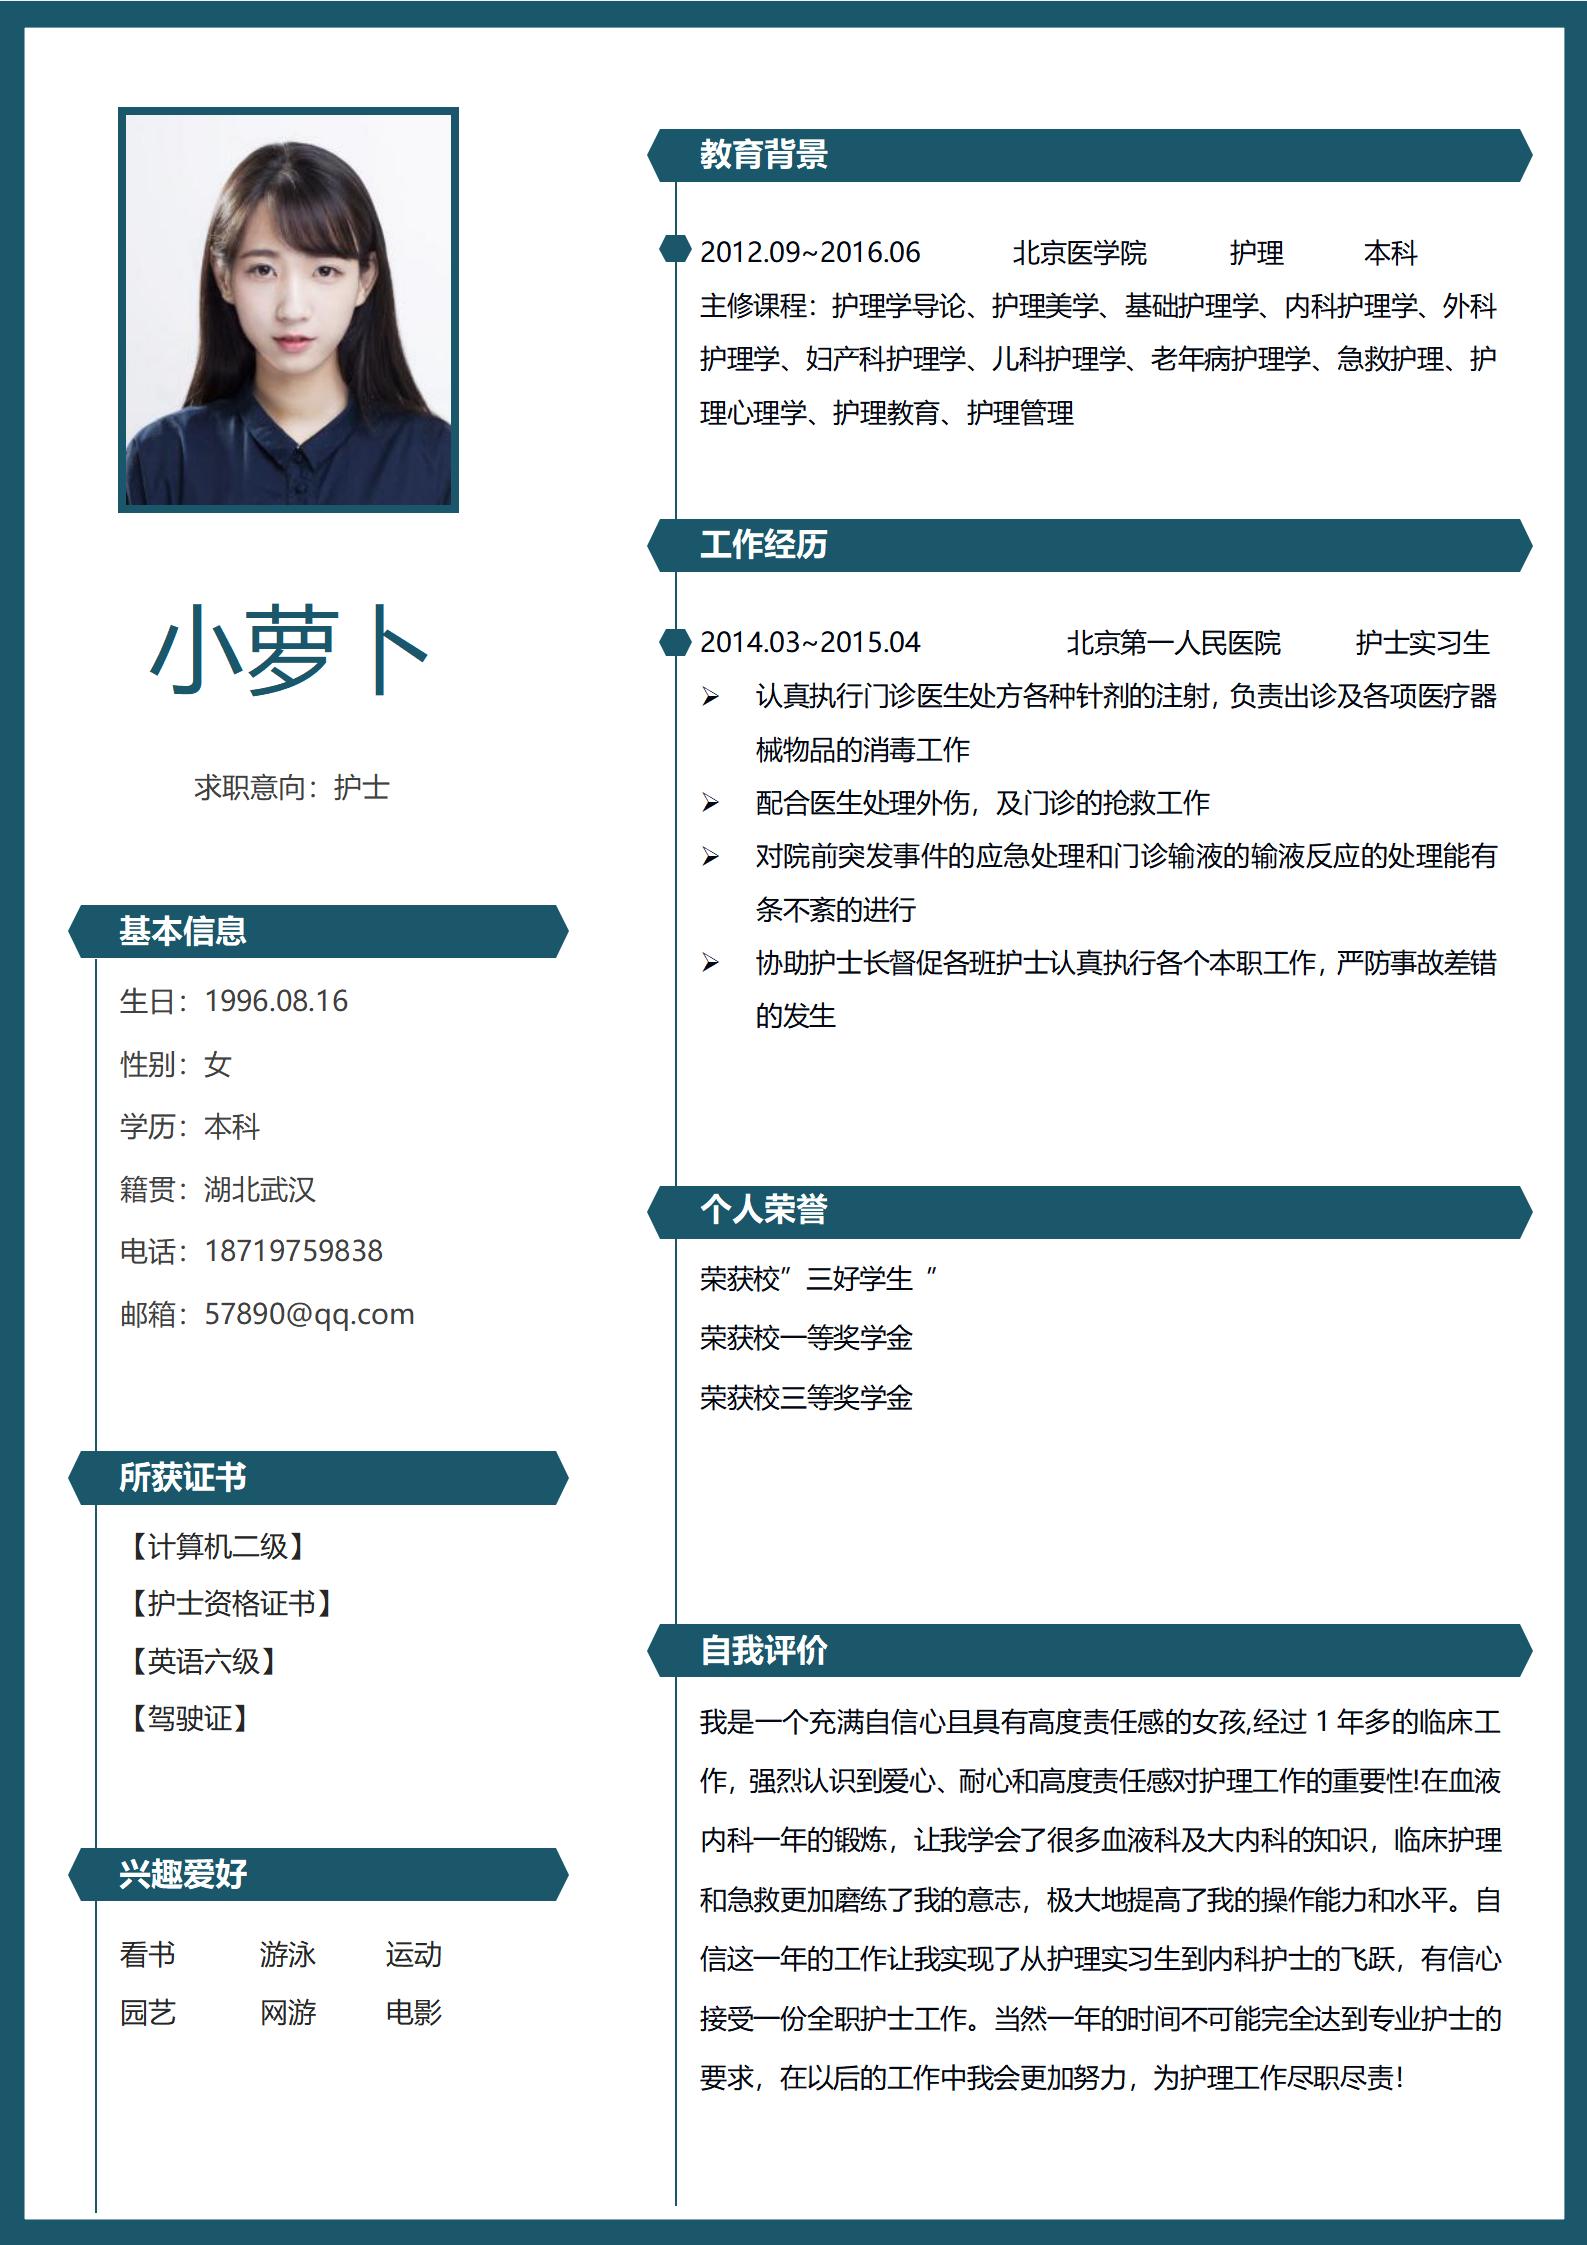 小萝卜
求职意向：护士
基本信息
生日：1996.08.16
性别：女
学历：本科
籍贯：湖北武汉
电话：18719759838
邮箱：57890@qq.com
所获证书
【计算机二级】
【护士资格证书】
【英语六级】
【驾驶证】
兴趣爱好
看书 游泳 运动
园艺 网游 电影
教育背景
2012.09~2016.06 北京医学院 护理 本科
主修课程：护理学导论、护理美学、基础护理学、内科护理学、外科
护理学、妇产科护理学、儿科护理学、老年病护理学、急救护理、护
理心理学、护理教育、护理管理
工作经历
2014.03~2015.04 北京第一人民医院 护士实习生
➢ 认真执行门诊医生处方各种针剂的注射，负责出诊及各项医疗器
械物品的消毒工作
➢ 配合医生处理外伤，及门诊的抢救工作
➢ 对院前突发事件的应急处理和门诊输液的输液反应的处理能有
条不紊的进行
➢ 协助护士长督促各班护士认真执行各个本职工作，严防事故差错
的发生
个人荣誉
荣获校”三好学生 ”
荣获校一等奖学金
荣获校三等奖学金
自我评价
我是一个充满自信心且具有高度责任感的女孩,经过 1 年多的临床工
作，强烈认识到爱心、耐心和高度责任感对护理工作的重要性!在血液
内科一年的锻炼，让我学会了很多血液科及大内科的知识，临床护理
和急救更加磨练了我的意志，极大地提高了我的操作能力和水平。自
信这一年的工作让我实现了从护理实习生到内科护士的飞跃，有信心
接受一份全职护士工作。当然一年的时间不可能完全达到专业护士的
要求，在以后的工作中我会更加努力，为护理工作尽职尽责!